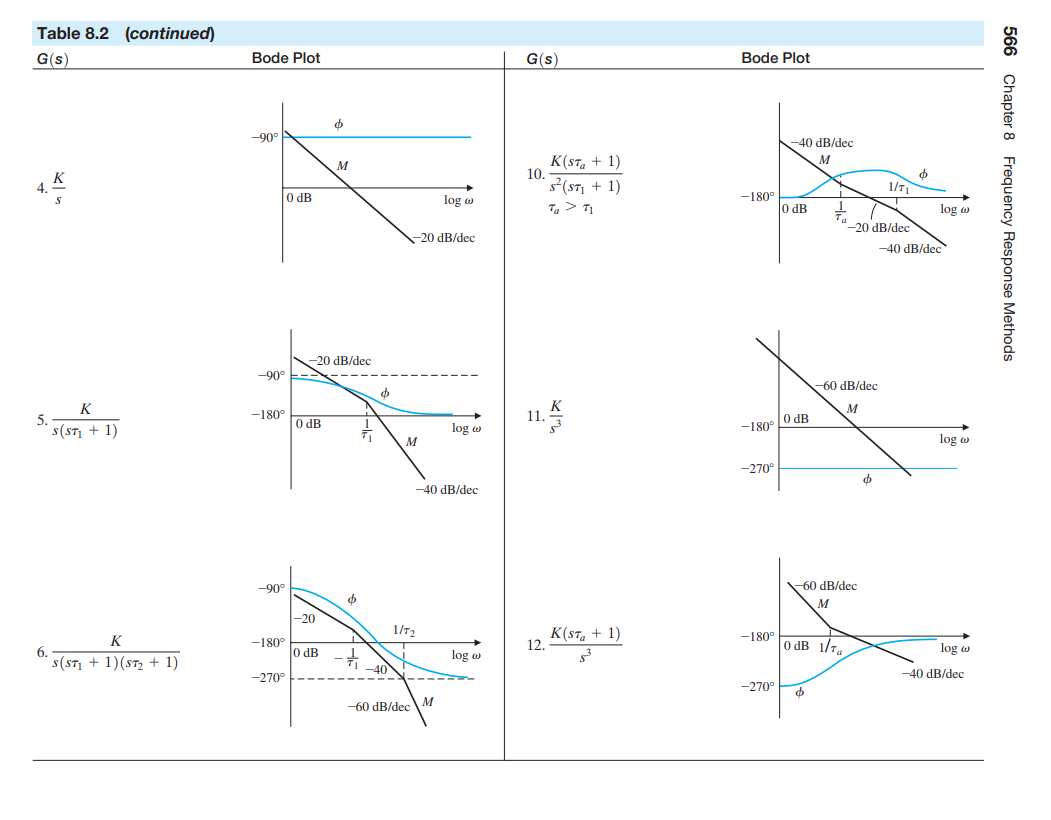 Table 8.2 (continued)
G(s) Bode Plot G(s) Bode Plot
4. K/s
−90°
ϕ
M
0 dB
log ω
−20 dB/dec
5. K/(s(sτ₁ + 1))
−20 dB/dec
−90°
ϕ
−180°
0 dB
1/τ₁
log ω
M
−40 dB/dec
6. K/(s(sτ₁ + 1)(sτ₂ + 1))
−90°
ϕ
−20
1/τ₂
−180°
0 dB
1/τ₁
log ω
−40
−270°
−60 dB/dec
M
10. K(sτₐ + 1)/(s²(sτ₁ + 1))
τₐ > τ₁
−40 dB/dec
M
ϕ
1/τ₁
−180°
0 dB
1/τₐ
log ω
−20 dB/dec
−40 dB/dec
11. K/s³
−60 dB/dec
M
0 dB
−180°
log ω
−270°
ϕ
12. K(sτₐ + 1)/s³
−60 dB/dec
M
−180°
0 dB
1/τₐ
log ω
−40 dB/dec
−270°
ϕ
566 Chapter 8 Frequency Response Methods